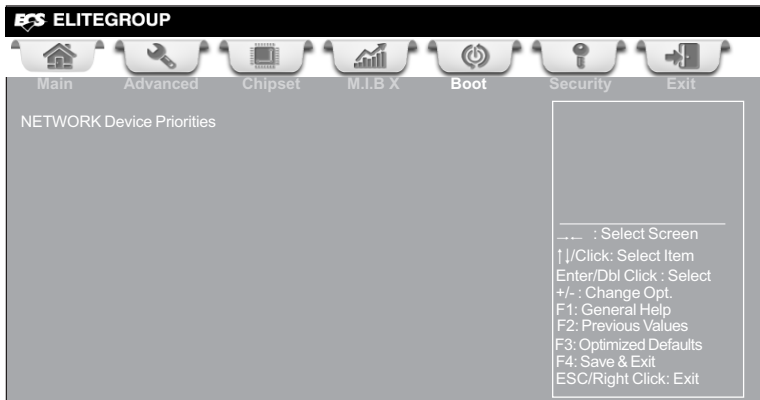 ECS ELITEGROUP
Main Advanced Chipset M.I.B X Boot Security Exit
NETWORK Device Priorities
→← : Select Screen
↑↓/Click: Select Item
Enter/Dbl Click : Select
+/- : Change Opt.
F1: General Help
F2: Previous Values
F3: Optimized Defaults
F4: Save & Exit
ESC/Right Click: Exit